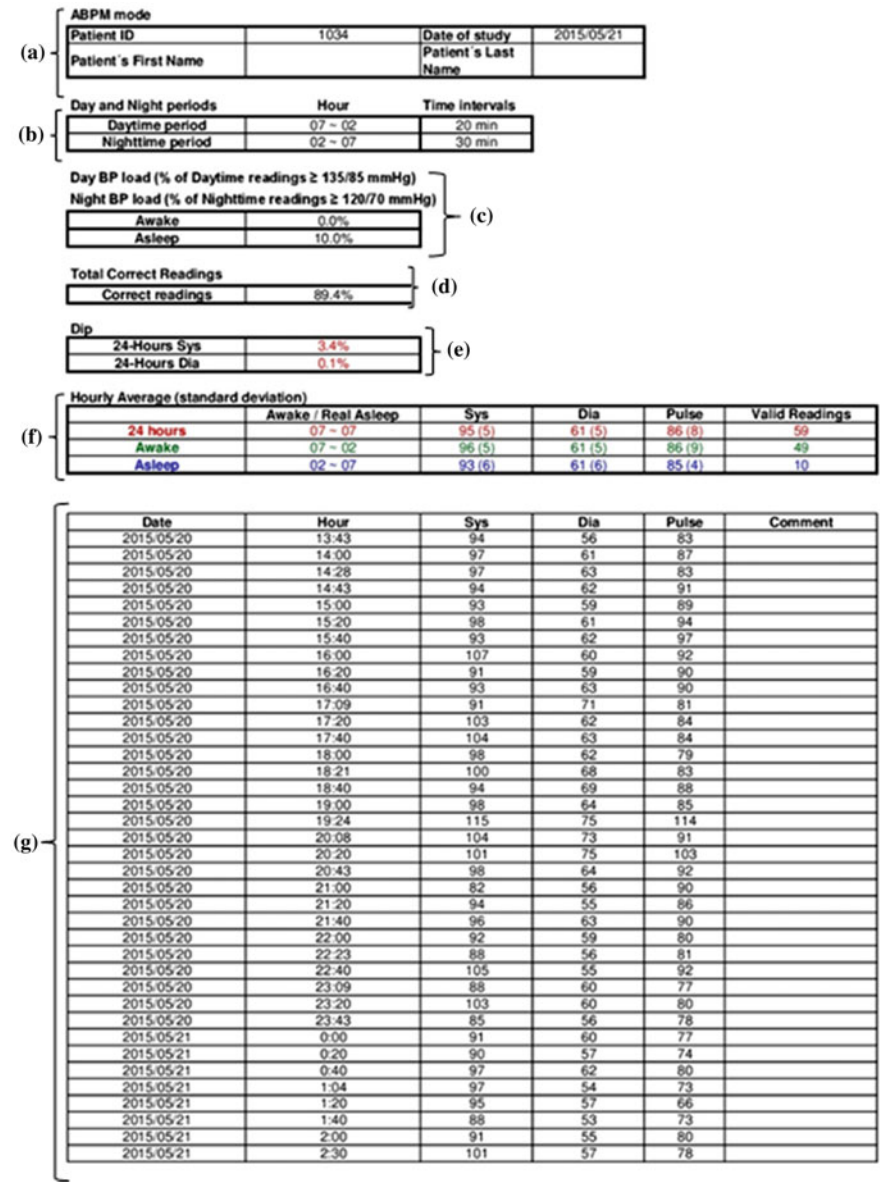 ABPM mode
(a)
Patient ID 1034 Date of study 2015/05/21
Patient´s First Name Patient´s Last Name
Day and Night periods Hour Time intervals
(b)
Daytime period 07 ~ 02 20 min
Nighttime period 02 ~ 07 30 min
Day BP load (% of Daytime readings ≥ 135/85 mmHg)
Night BP load (% of Nighttime readings ≥ 120/70 mmHg)
(c)
Awake 0.0%
Asleep 10.0%
Total Correct Readings
(d)
Correct readings 89.4%
Dip
(e)
24-Hours Sys 3.4%
24-Hours Dia 0.1%
Hourly Average (standard deviation)
(f)
Awake / Real Asleep Sys Dia Pulse Valid Readings
24 hours 07 ~ 07 95 (5) 61 (5) 86 (8) 59
Awake 07 ~ 02 96 (5) 61 (5) 86 (9) 49
Asleep 02 ~ 07 93 (6) 61 (6) 85 (4) 10
(g)
Date Hour Sys Dia Pulse Comment
2015/05/20 13:43 94 56 83
2015/05/20 14:00 97 61 87
2015/05/20 14:28 97 63 83
2015/05/20 14:43 94 62 91
2015/05/20 15:00 93 59 89
2015/05/20 15:20 98 61 94
2015/05/20 15:40 93 62 97
2015/05/20 16:00 107 60 92
2015/05/20 16:20 91 59 90
2015/05/20 16:40 93 63 90
2015/05/20 17:09 91 71 81
2015/05/20 17:20 103 62 84
2015/05/20 17:40 104 63 84
2015/05/20 18:00 98 62 79
2015/05/20 18:21 100 68 83
2015/05/20 18:40 94 69 88
2015/05/20 19:00 98 64 85
2015/05/20 19:24 115 75 114
2015/05/20 20:08 104 73 91
2015/05/20 20:20 101 75 103
2015/05/20 20:43 98 64 92
2015/05/20 21:00 82 56 90
2015/05/20 21:20 94 55 86
2015/05/20 21:40 96 63 90
2015/05/20 22:00 92 59 80
2015/05/20 22:23 88 56 81
2015/05/20 22:40 105 55 92
2015/05/20 23:09 88 60 77
2015/05/20 23:20 103 60 80
2015/05/20 23:43 85 56 78
2015/05/21 0:00 91 60 77
2015/05/21 0:20 90 57 74
2015/05/21 0:40 97 62 80
2015/05/21 1:04 97 54 73
2015/05/21 1:20 95 57 66
2015/05/21 1:40 88 53 73
2015/05/21 2:00 91 55 80
2015/05/21 2:30 101 57 78